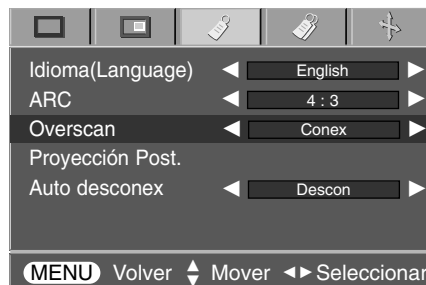 Idioma(Language) English
ARC 4 : 3
Overscan Conex
Proyección Post.
Auto desconex Descon
MENU Volver Mover Seleccionar